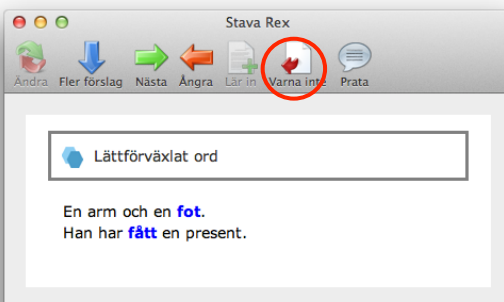 Stava Rex
Ändra Fler förslag Nästa Ångra Lär in Varna inte Prata
Lättförväxlat ord
En arm och en fot.
Han har fått en present.